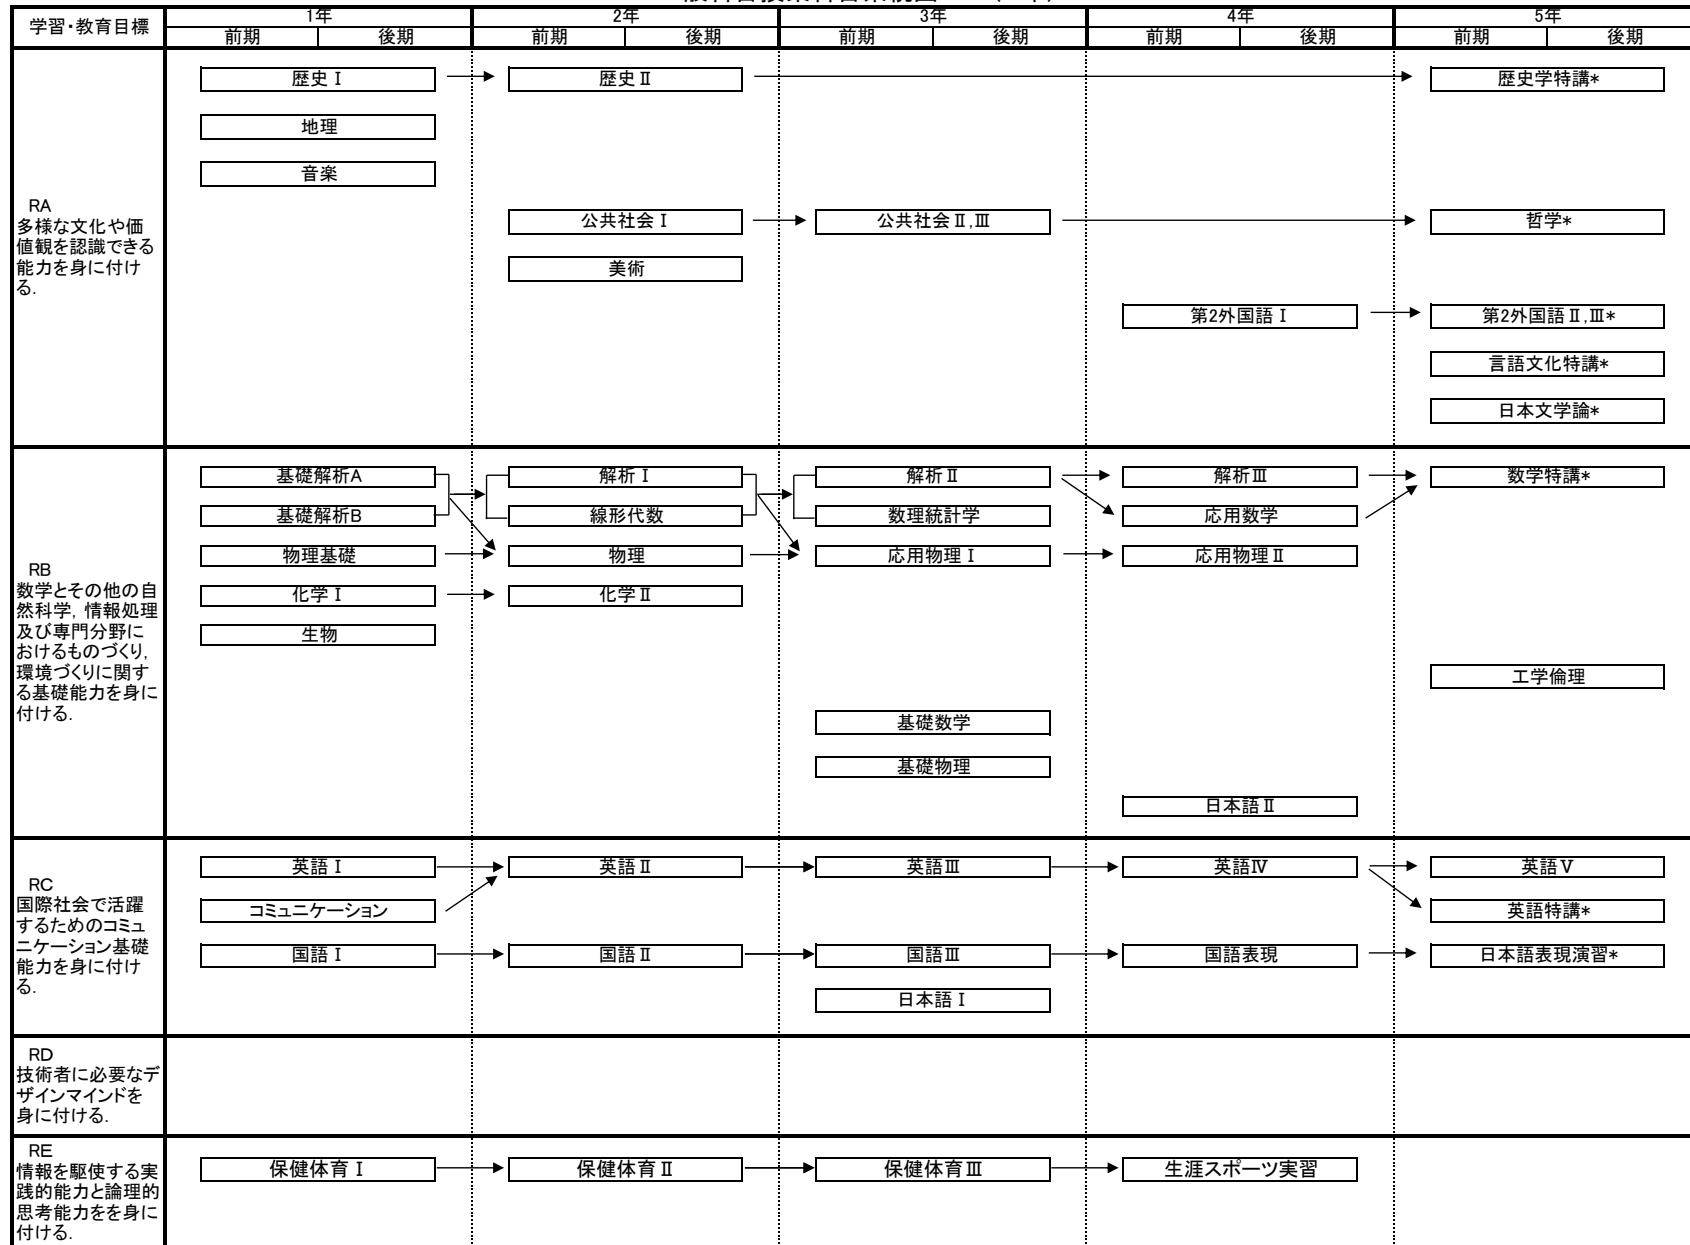 学習・教育目標
1年 2年 3年 4年 5年
前期 後期 前期 後期 前期 後期 前期 後期 前期 後期
RA
多様な文化や価
値観を認識できる
能力を身に付け
る.
歴史Ⅰ 歴史Ⅱ 歴史学特講*
地理
音楽
公共社会Ⅰ 公共社会Ⅱ,Ⅲ 哲学*
美術
第2外国語Ⅰ 第2外国語Ⅱ,Ⅲ*
言語文化特講*
日本文学論*
RB
数学とその他の自
然科学, 情報処理
及び専門分野に
おけるものづくり,
環境づくりに関す
る基礎能力を身に
付ける.
基礎解析A 解析Ⅰ 解析Ⅱ 解析Ⅲ 数学特講*
基礎解析B 線形代数 数理統計学 応用数学
物理基礎 物理 応用物理Ⅰ 応用物理Ⅱ
化学Ⅰ 化学Ⅱ
生物
工学倫理
基礎数学
基礎物理
日本語Ⅱ
RC
国際社会で活躍
するためのコミュ
ニケーション基礎
能力を身に付け
る.
英語Ⅰ 英語Ⅱ 英語Ⅲ 英語Ⅳ 英語Ⅴ
コミュニケーション 英語特講*
国語Ⅰ 国語Ⅱ 国語Ⅲ 国語表現 日本語表現演習*
日本語Ⅰ
RD
技術者に必要なデ
ザインマインドを
身に付ける.
RE
情報を駆使する実
践的能力と論理的
思考能力をを身に
付ける.
保健体育Ⅰ 保健体育Ⅱ 保健体育Ⅲ 生涯スポーツ実習